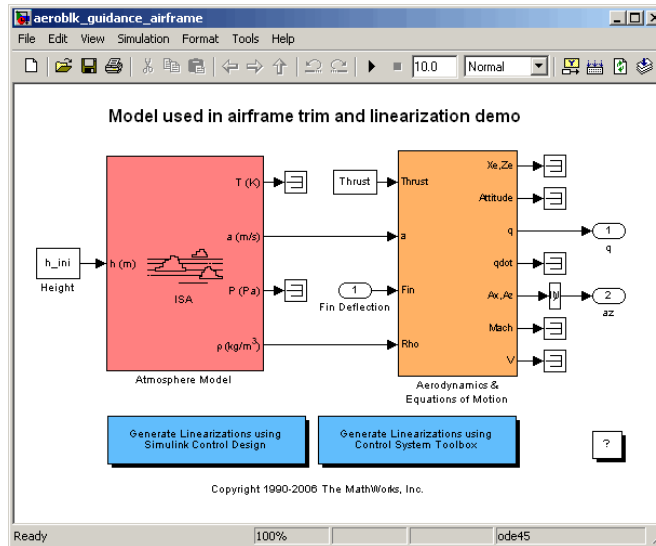 aeroblk_guidance_airframe
File Edit View Simulation Format Tools Help
10.0 Normal
Model used in airframe trim and linearization demo
h_ini
Height
h (m)
T (K)
a (m/s)
ISA
P (Pa)
ρ (kg/m³)
Atmosphere Model
Thrust
1
Fin Deflection
Thrust
a
Fin
Rho
Xe,Ze
Attitude
q
qdot
Ax,Az
Mach
V
Aerodynamics &
Equations of Motion
1
q
2
az
Generate Linearizations using
Simulink Control Design
Generate Linearizations using
Control System Toolbox
?
Copyright 1990-2006 The MathWorks, Inc.
Ready 100% ode45